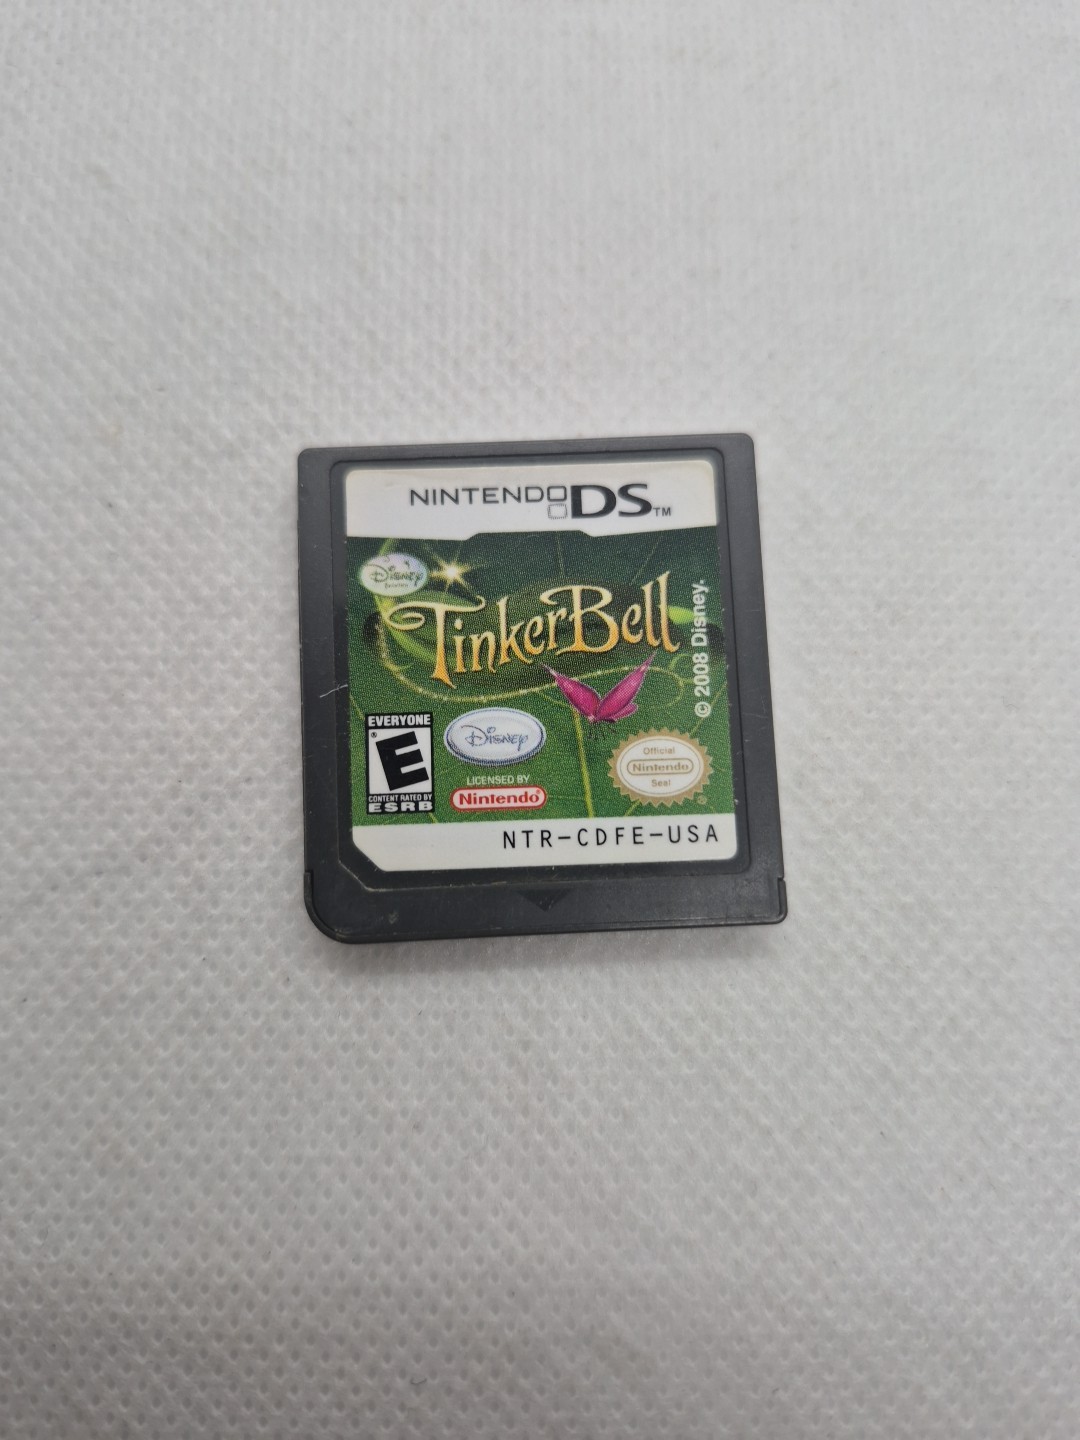 NINTENDO DS™
Disney
fairies
TinkerBell
© 2008 Disney.
EVERYONE
E
®
CONTENT RATED BY
ESRB
Disney
LICENSED BY
Nintendo®
Official
Nintendo
Seal
®
NTR-CDFE-USA